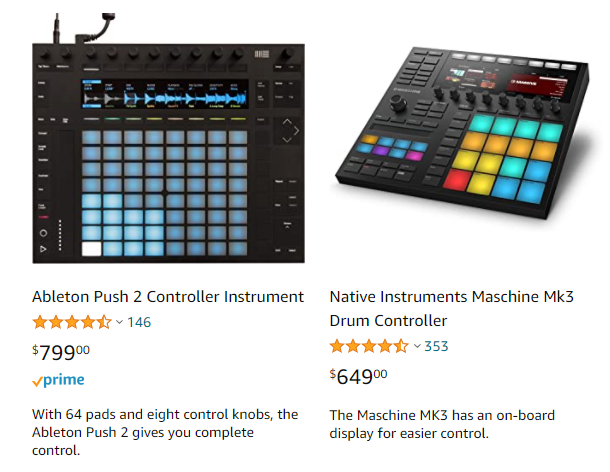 Ableton Push 2 Controller Instrument
146
$79900
prime
With 64 pads and eight control knobs, the
Ableton Push 2 gives you complete
control.
Native Instruments Maschine Mk3
Drum Controller
353
$64900
The Maschine MK3 has an on-board
display for easier control.